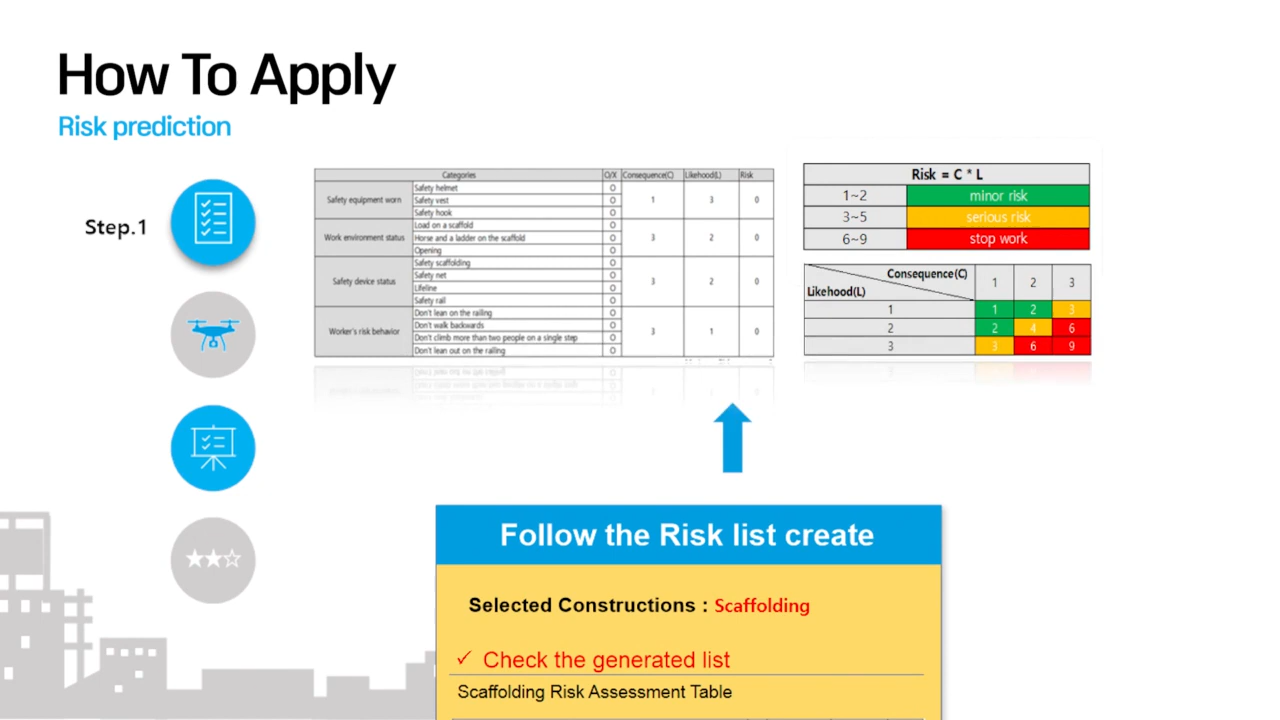 How To Apply
Risk prediction
Step.1
Categories O/X Consequence(C) Likehood(L) Risk
Safety equipment worn 1 3 0
Safety helmet O
Safety vest O
Safety hook O
Work environment status 3 2 0
Load on a scaffold O
Horse and a ladder on the scaffold O
Opening O
Safety device status 3 2 0
Safety scaffolding O
Safety net O
Lifeline O
Safety rail O
Worker's risk behavior 3 1 0
Don't lean on the railing O
Don't walk backwards O
Don't climb more than two people on a single step O
Don't lean out on the railing O
Risk = C * L
1~2 minor risk
3~5 serious risk
6~9 stop work
Consequence(C) 1 2 3
Likehood(L)
1 1 2 3
2 2 4 6
3 3 6 9
Follow the Risk list create
Selected Constructions : Scaffolding
✓ Check the generated list
Scaffolding Risk Assessment Table